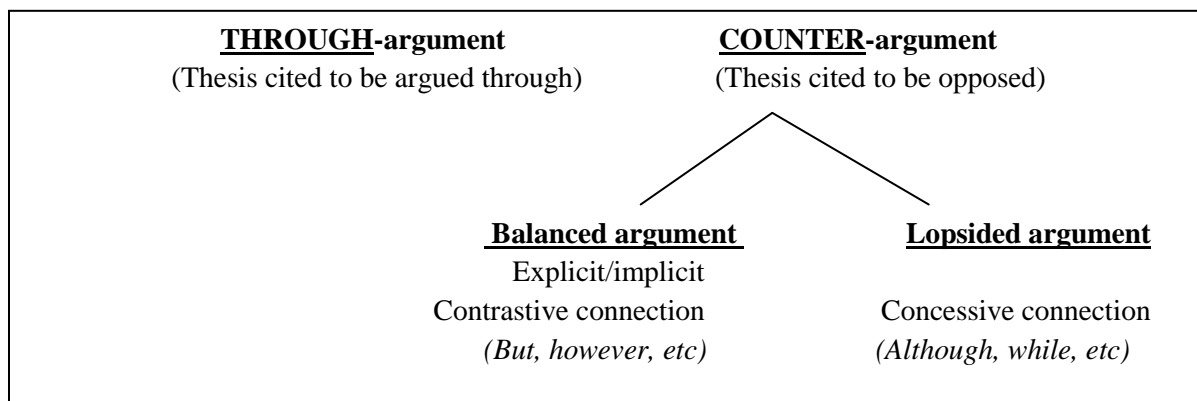 THROUGH-argument COUNTER-argument
(Thesis cited to be argued through) (Thesis cited to be opposed)
Balanced argument Lopsided argument
Explicit/implicit
Contrastive connection Concessive connection
(But, however, etc) (Although, while, etc)